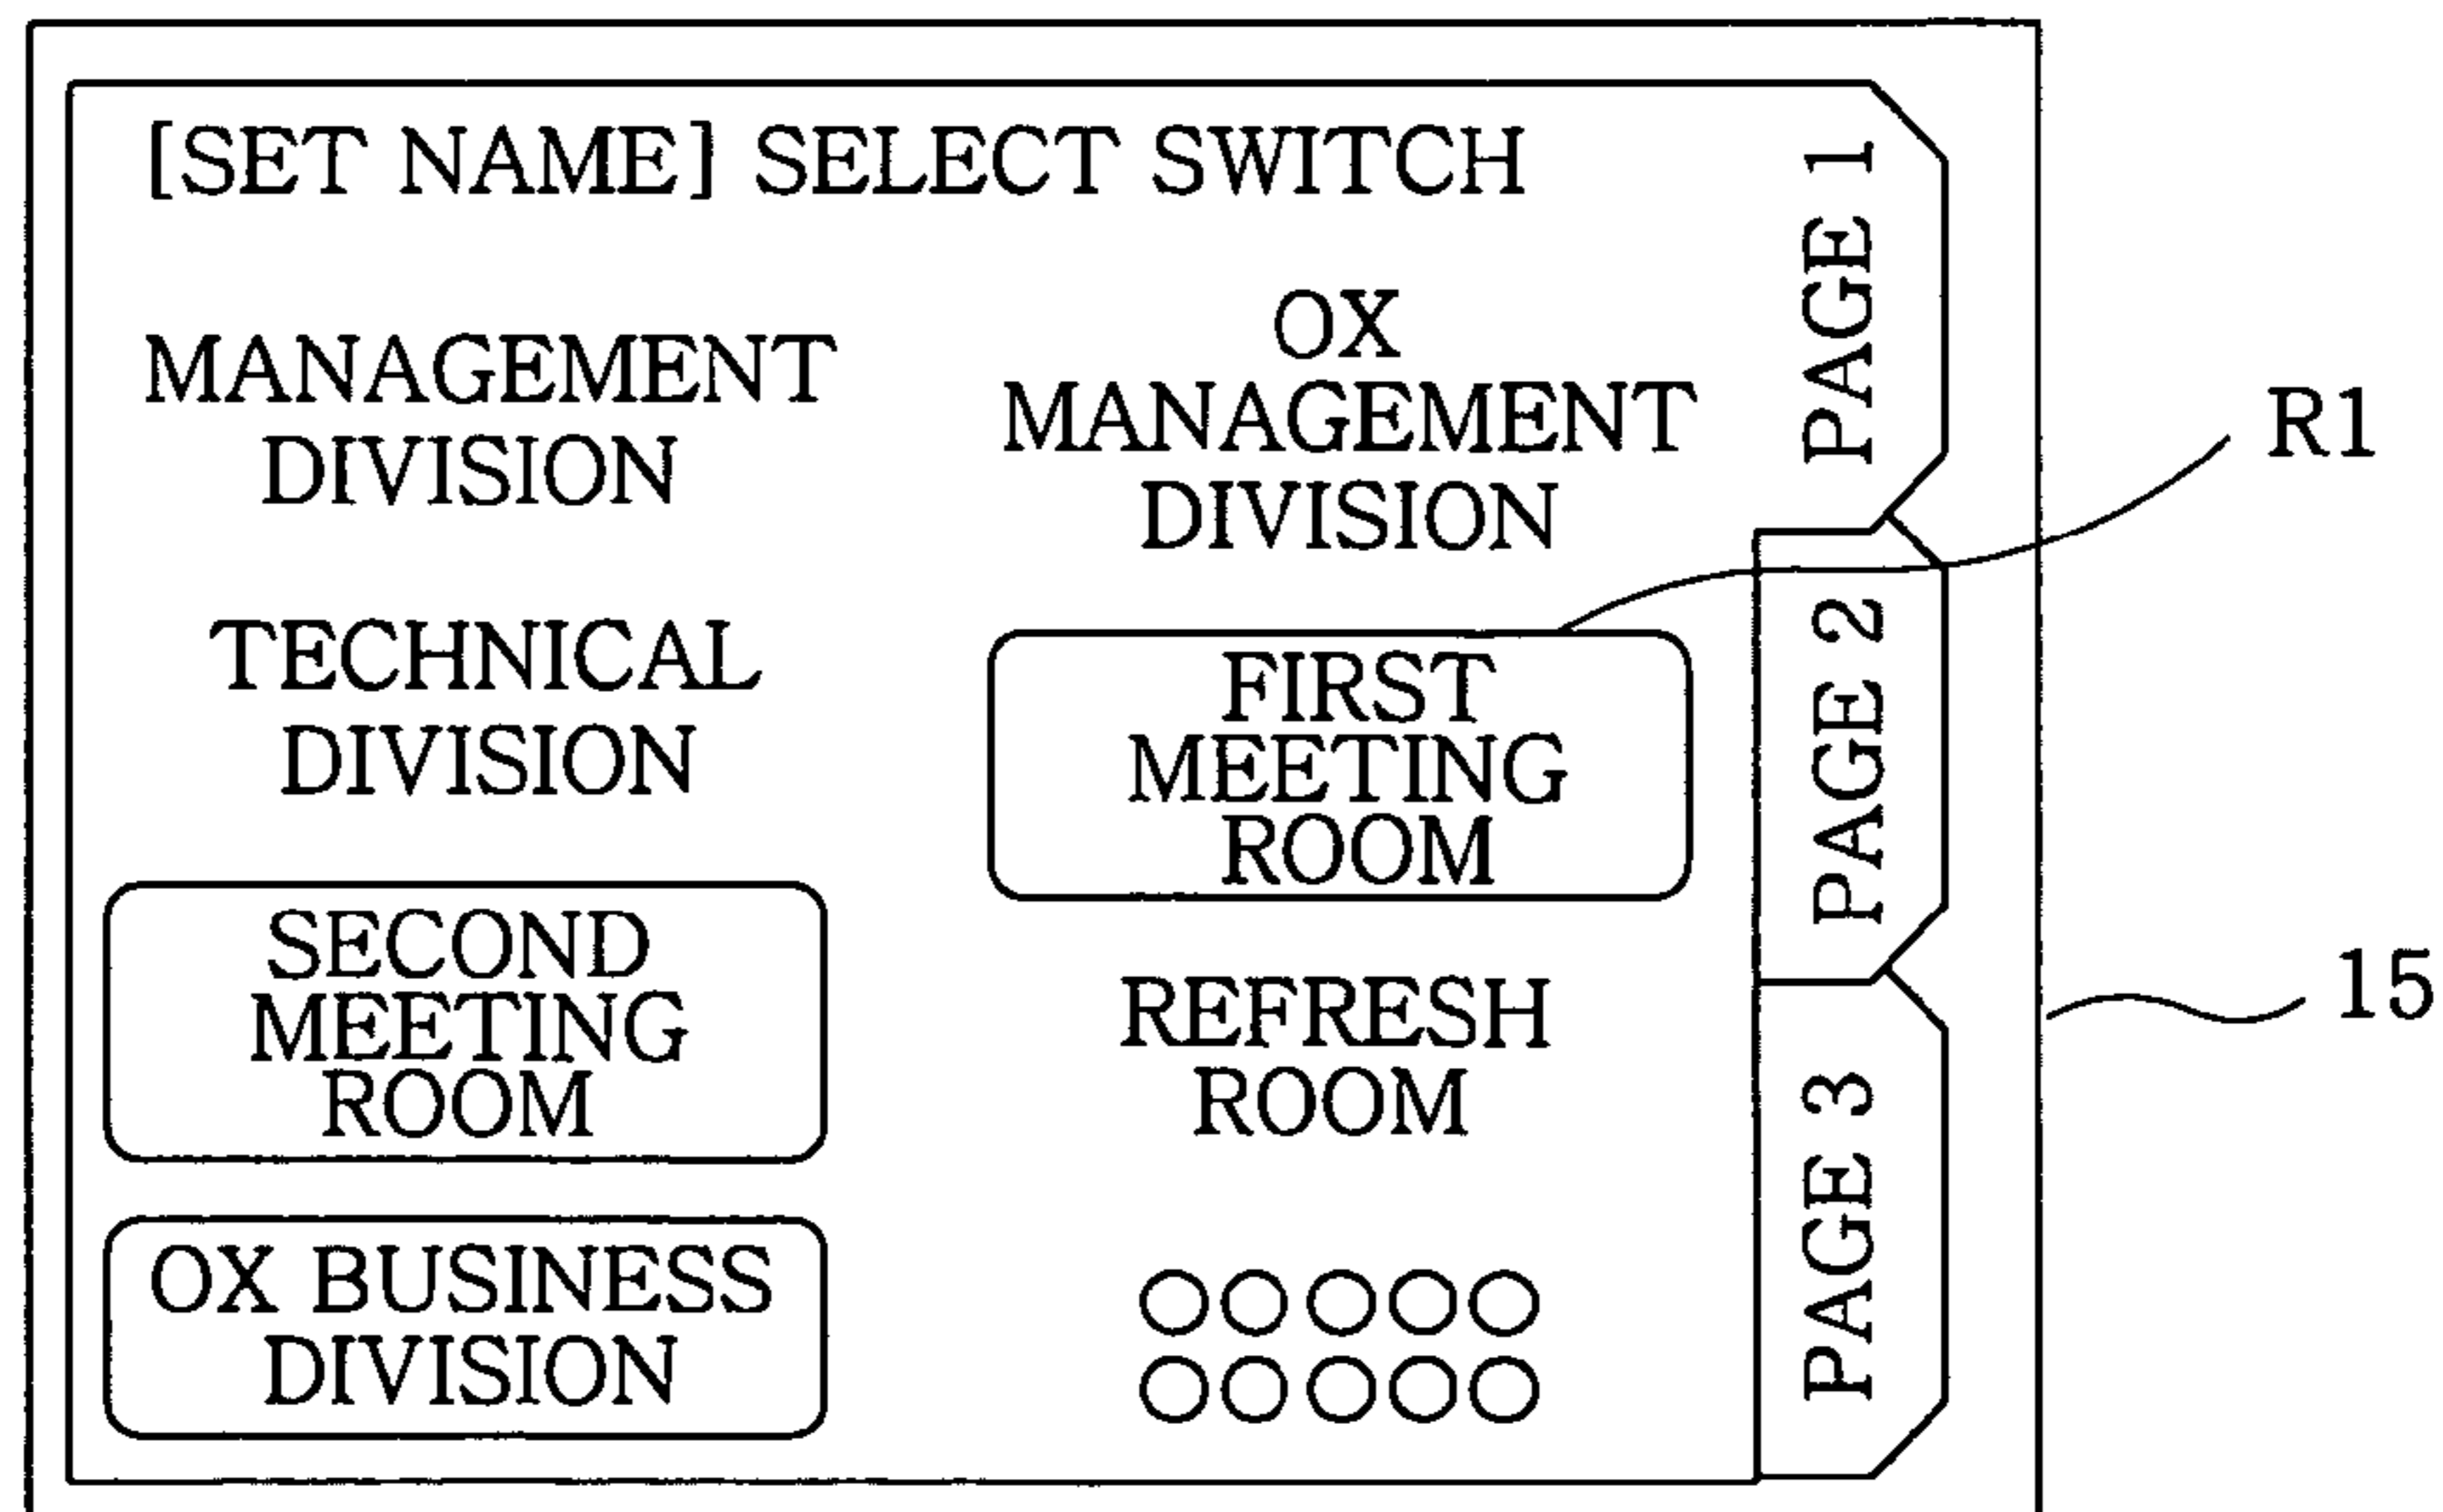 [SET NAME] SELECT SWITCH
MANAGEMENT
DIVISION
OX
MANAGEMENT
DIVISION
TECHNICAL
DIVISION
FIRST
MEETING
ROOM
SECOND
MEETING
ROOM
REFRESH
ROOM
OX BUSINESS
DIVISION
○○○○○
○○○○○
PAGE 1
PAGE 2
PAGE 3
R1
15